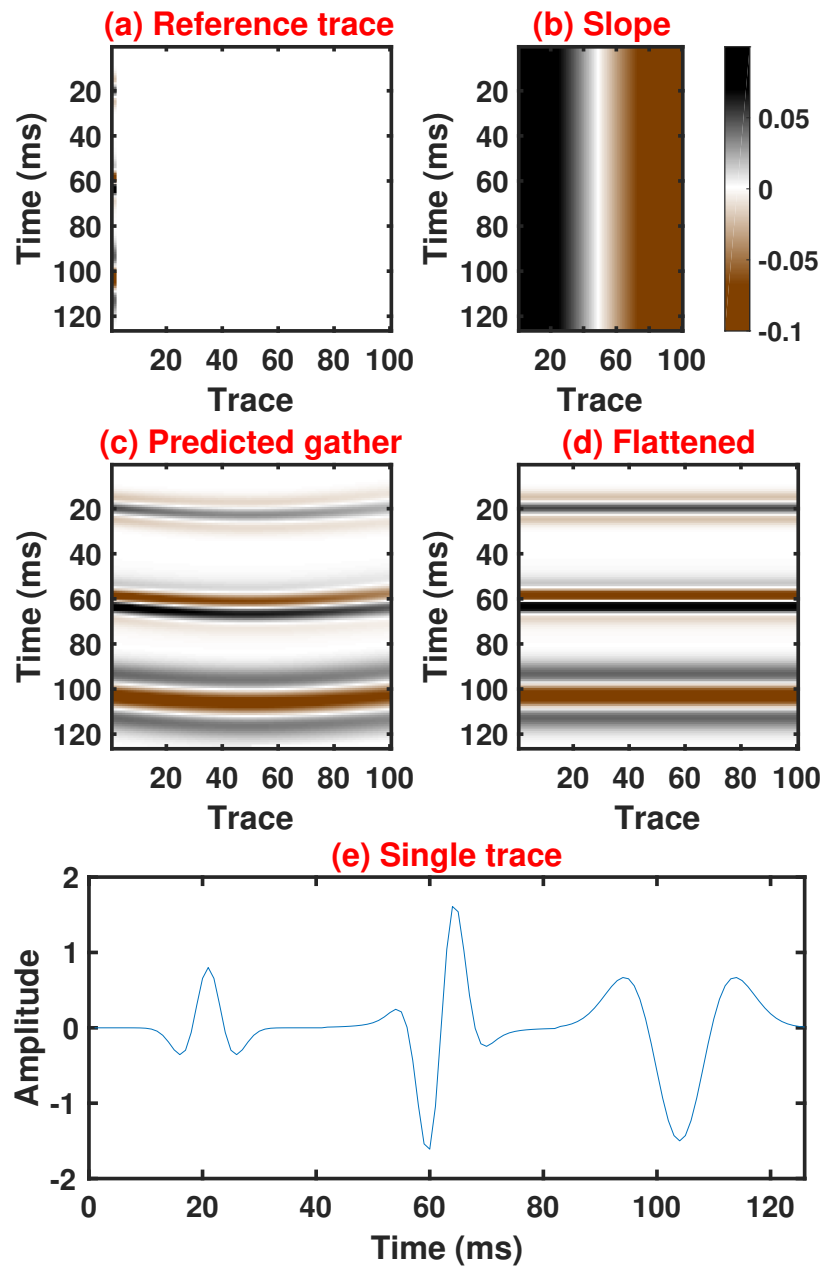 (a) Reference trace
(b) Slope
Time (ms)
20
40
60
80
100
120
20 40 60 80 100
Trace
Time (ms)
20
40
60
80
100
120
20 60 100
Trace
0.05
0
-0.05
-0.1
(c) Predicted gather
(d) Flattened
Time (ms)
20
40
60
80
100
120
20 40 60 80 100
Trace
Time (ms)
20
40
60
80
100
120
20 40 60 80 100
Trace
(e) Single trace
Amplitude
2
1
0
-1
-2
0 20 40 60 80 100 120
Time (ms)